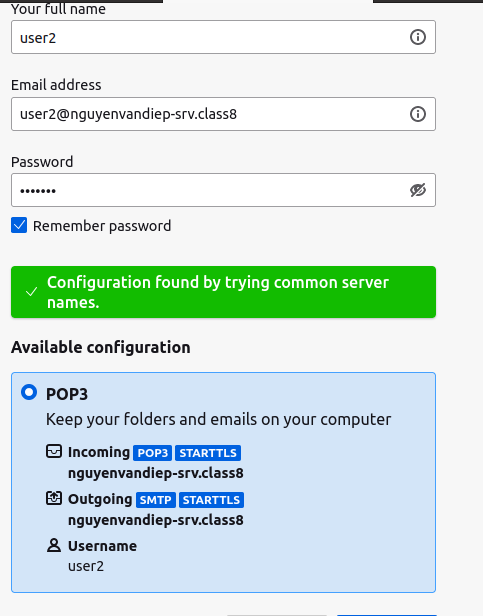 Your full name
user2
Email address
user2@nguyenvandiep-srv.class8
Password
•••••••
Remember password
Configuration found by trying common server
names.
Available configuration
POP3
Keep your folders and emails on your computer
Incoming POP3 STARTTLS
nguyenvandiep-srv.class8
Outgoing SMTP STARTTLS
nguyenvandiep-srv.class8
Username
user2